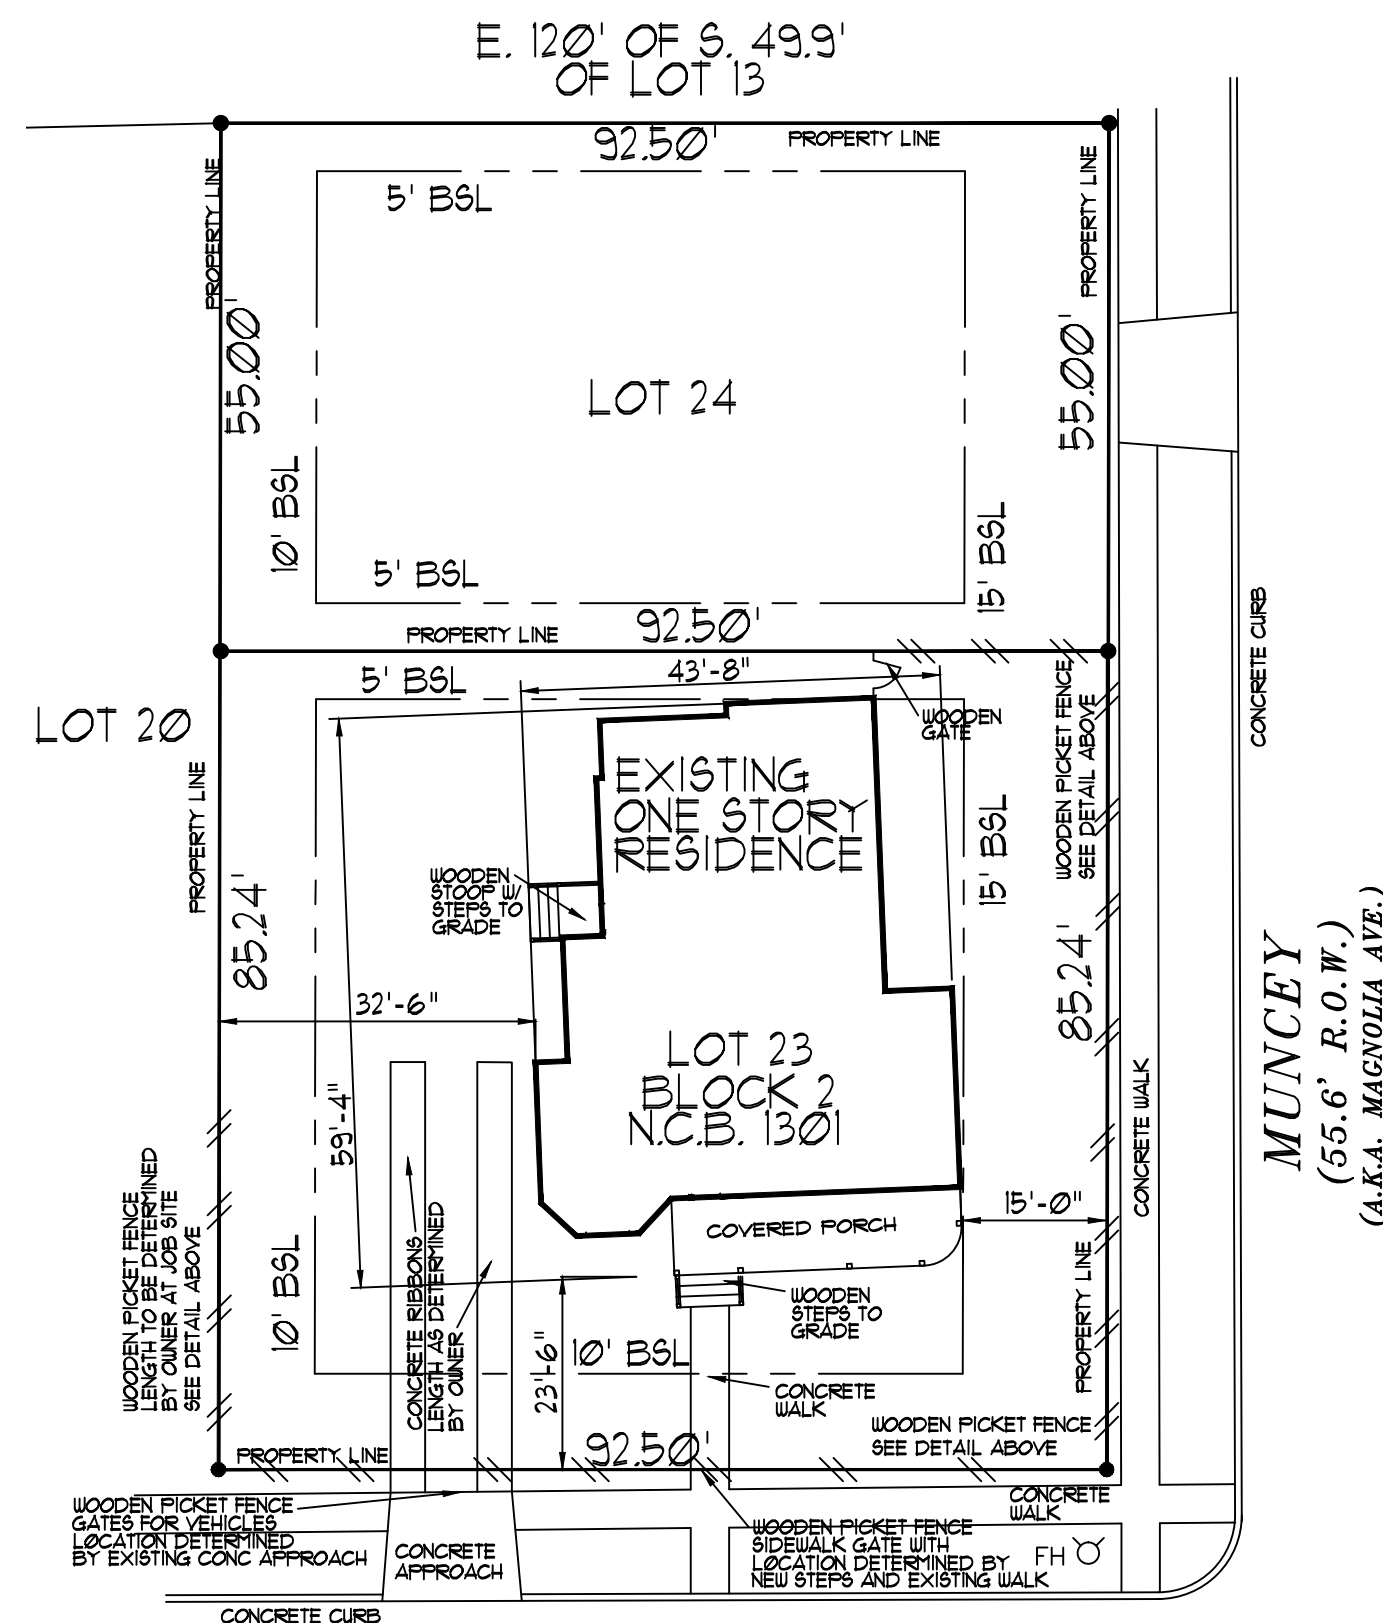 E. 120' OF S. 49.9'
OF LOT 13
92.50'
PROPERTY LINE
PROPERTY LINE
PROPERTY LINE
5' BSL
55.00'
55.00'
LOT 24
10' BSL
15' BSL
5' BSL
PROPERTY LINE
92.50'
43'-8"
5' BSL
LOT 20
WOODEN
GATE
WOODEN PICKET FENCE
SEE DETAIL ABOVE
CONCRETE CURB
EXISTING
ONE STORY
RESIDENCE
PROPERTY LINE
15' BSL
WOODEN
STOOP W/
STEPS TO
GRADE
85.24'
85.24'
32'-6"
MUNCEY
(55.6' R.O.W.)
(A.K.A. MAGNOLIA AVE.)
LOT 23
BLOCK 2
N.C.B. 1301
59'-4"
CONCRETE WALK
WOODEN PICKET FENCE
LENGTH TO BE DETERMINED
BY OWNER AT JOB SITE
SEE DETAIL ABOVE
15'-0"
COVERED PORCH
10' BSL
CONCRETE RIBBONS
LENGTH AS DETERMINED
BY OWNER
PROPERTY LINE
WOODEN
STEPS TO
GRADE
23'-6"
10' BSL
CONCRETE
WALK
WOODEN PICKET FENCE
SEE DETAIL ABOVE
PROPERTY LINE
92.50'
CONCRETE
WALK
WOODEN PICKET FENCE
GATES FOR VEHICLES
LOCATION DETERMINED
BY EXISTING CONC APPROACH
CONCRETE
APPROACH
WOODEN PICKET FENCE
SIDEWALK GATE WITH
LOCATION DETERMINED BY
NEW STEPS AND EXISTING WALK
FH
CONCRETE CURB